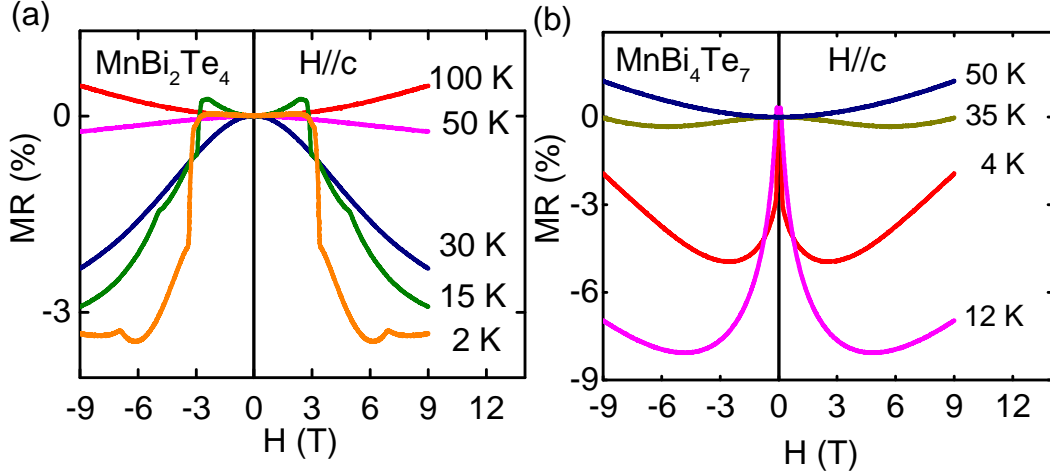 (a)
MnBi₂Te₄ H//c
100 K
50 K
30 K
15 K
2 K
0
-3
MR (%)
-9 -6 -3 0 3 6 9 12
H (T)
(b)
MnBi₄Te₇ H//c
50 K
35 K
4 K
12 K
0
-3
-6
-9
MR (%)
-9 -6 -3 0 3 6 9 12
H (T)